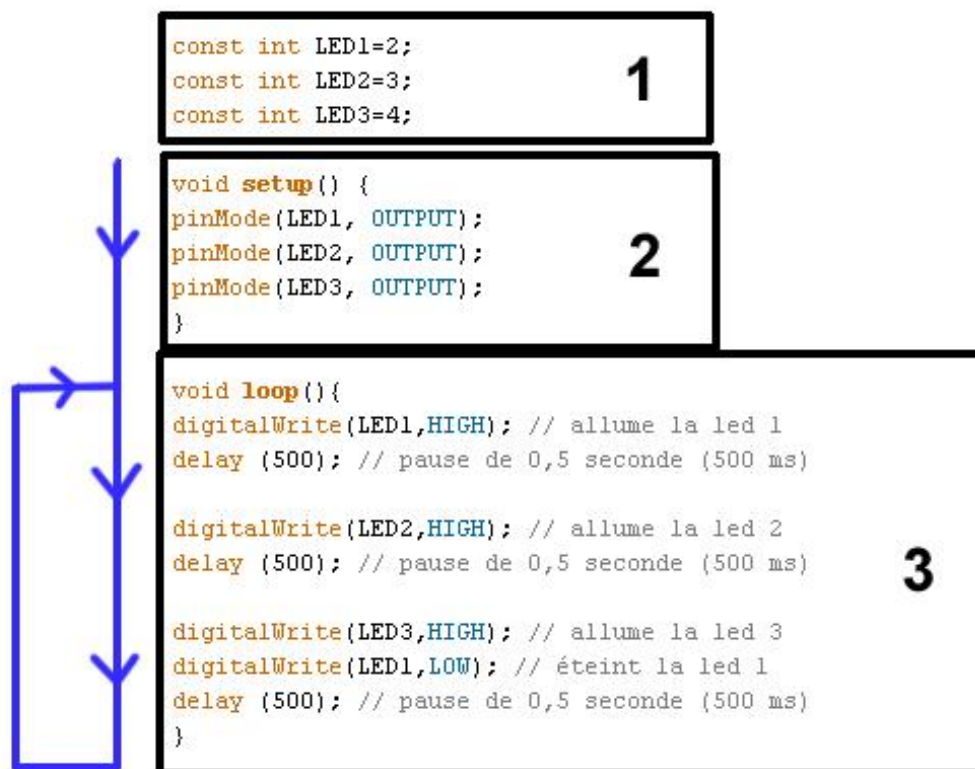 const int LED1=2;
const int LED2=3;
const int LED3=4;
1
void setup() {
pinMode(LED1, OUTPUT);
pinMode(LED2, OUTPUT);
pinMode(LED3, OUTPUT);
}
2
void loop(){
digitalWrite(LED1,HIGH); // allume la led 1
delay (500); // pause de 0,5 seconde (500 ms)
digitalWrite(LED2,HIGH); // allume la led 2
delay (500); // pause de 0,5 seconde (500 ms)
digitalWrite(LED3,HIGH); // allume la led 3
digitalWrite(LED1,LOW); // éteint la led 1
delay (500); // pause de 0,5 seconde (500 ms)
}
3